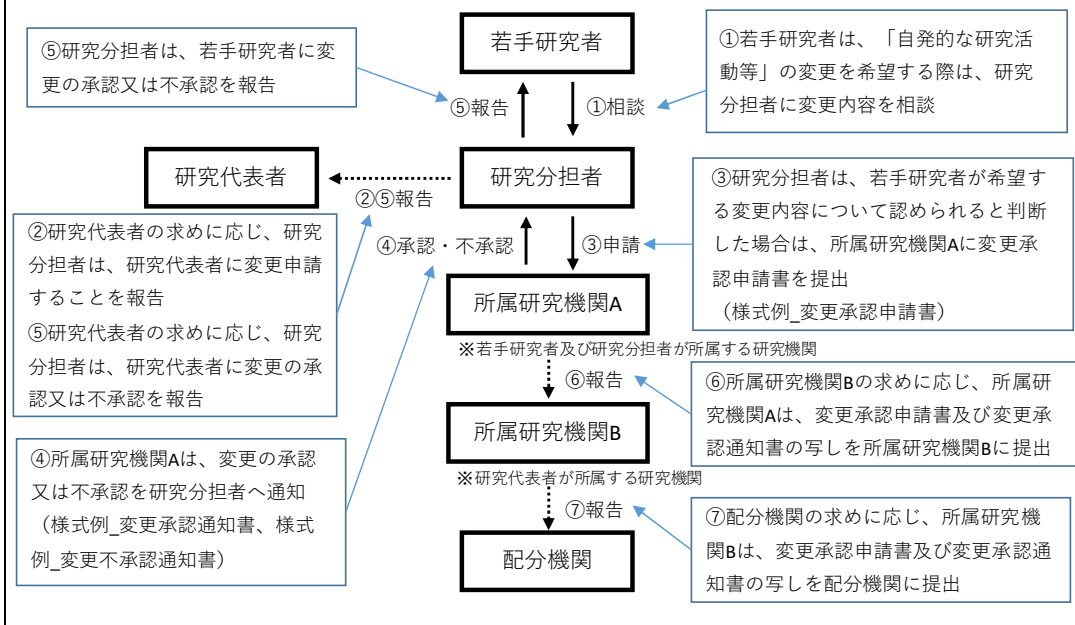 若手研究者
⑤研究分担者は、若手研究者に変
更の承認又は不承認を報告
①若手研究者は、「自発的な研究活
動等」の変更を希望する際は、研究
分担者に変更内容を相談
⑤報告
①相談
研究代表者
研究分担者
②⑤報告
③研究分担者は、若手研究者が希望す
る変更内容について認められると判断
した場合は、所属研究機関Aに変更承
認申請書を提出
（様式例_変更承認申請書）
②研究代表者の求めに応じ、研究
分担者は、研究代表者に変更申請
することを報告
⑤研究代表者の求めに応じ、研究
分担者は、研究代表者に変更の承
認又は不承認を報告
④承認・不承認
③申請
所属研究機関A
※若手研究者及び研究分担者が所属する研究機関
⑥報告
⑥所属研究機関Bの求めに応じ、所属研
究機関Aは、変更承認申請書及び変更承
認通知書の写しを所属研究機関Bに提出
所属研究機関B
※研究代表者が所属する研究機関
④所属研究機関Aは、変更の承認
又は不承認を研究分担者へ通知
（様式例_変更承認通知書、様式
例_変更不承認通知書）
⑦報告
⑦配分機関の求めに応じ、所属研究機
関Bは、変更承認申請書及び変更承認通
知書の写しを配分機関に提出
配分機関